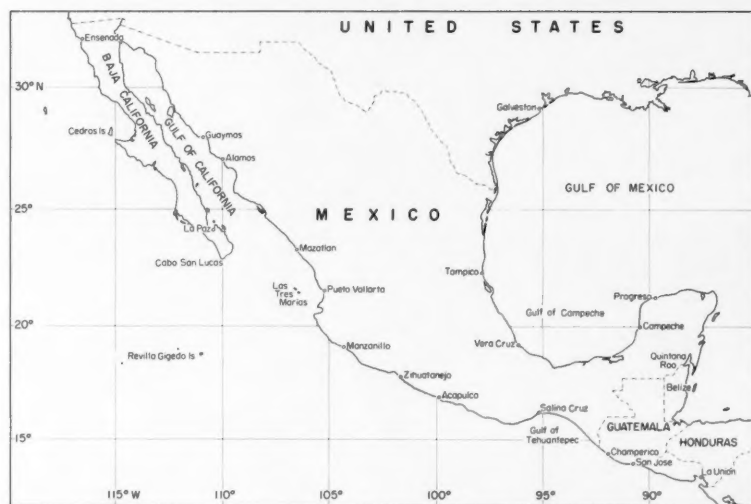 UNITED STATES
Ensenada
BAJA CALIFORNIA
30°N
Galveston
GULF OF CALIFORNIA
Cedros Is
Guaymas
Alamos
GULF OF MEXICO
25°
MEXICO
La Paz
Mazatlan
Cabo San Lucas
Tampico
Las
Tres
Marias
Pueto Vallarta
Progreso
20°
Gulf of Campeche
Campeche
Manzanillo
Vera Cruz
Revilla Gigedo Is
Quintana
Roo
Zihuatanejo
Belize
Acapulco
Salina Cruz
GUATEMALA
Gulf of
Tehuantepec
HONDURAS
15°
Champerico
San Jose
La Union
115°W
110°
105°
100°
95°
90°